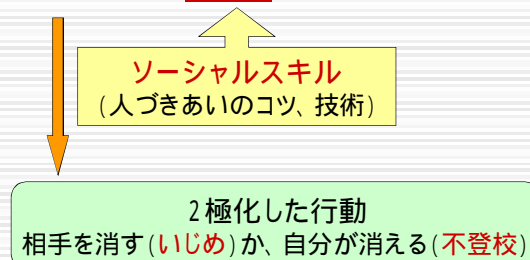 ソーシャルスキル
(人づきあいのコツ、技術)
2極化した行動
相手を消す(いじめ)か、自分が消える(不登校)